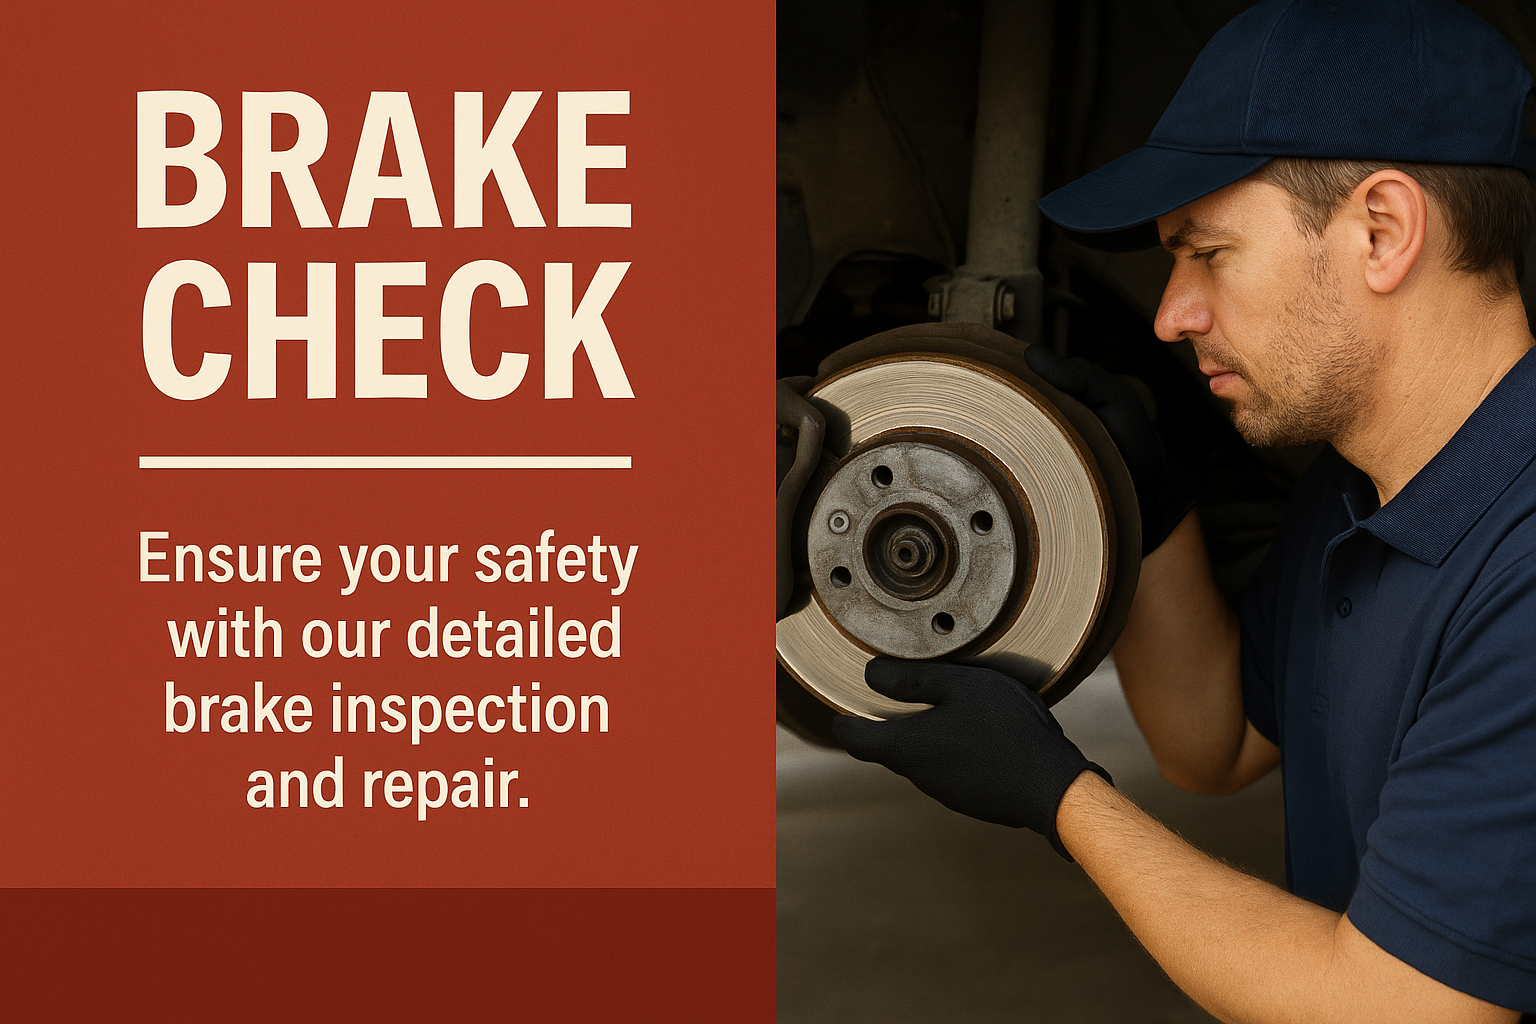 BRAKE
CHECK
Ensure your safety
with our detailed
brake inspection
and repair.